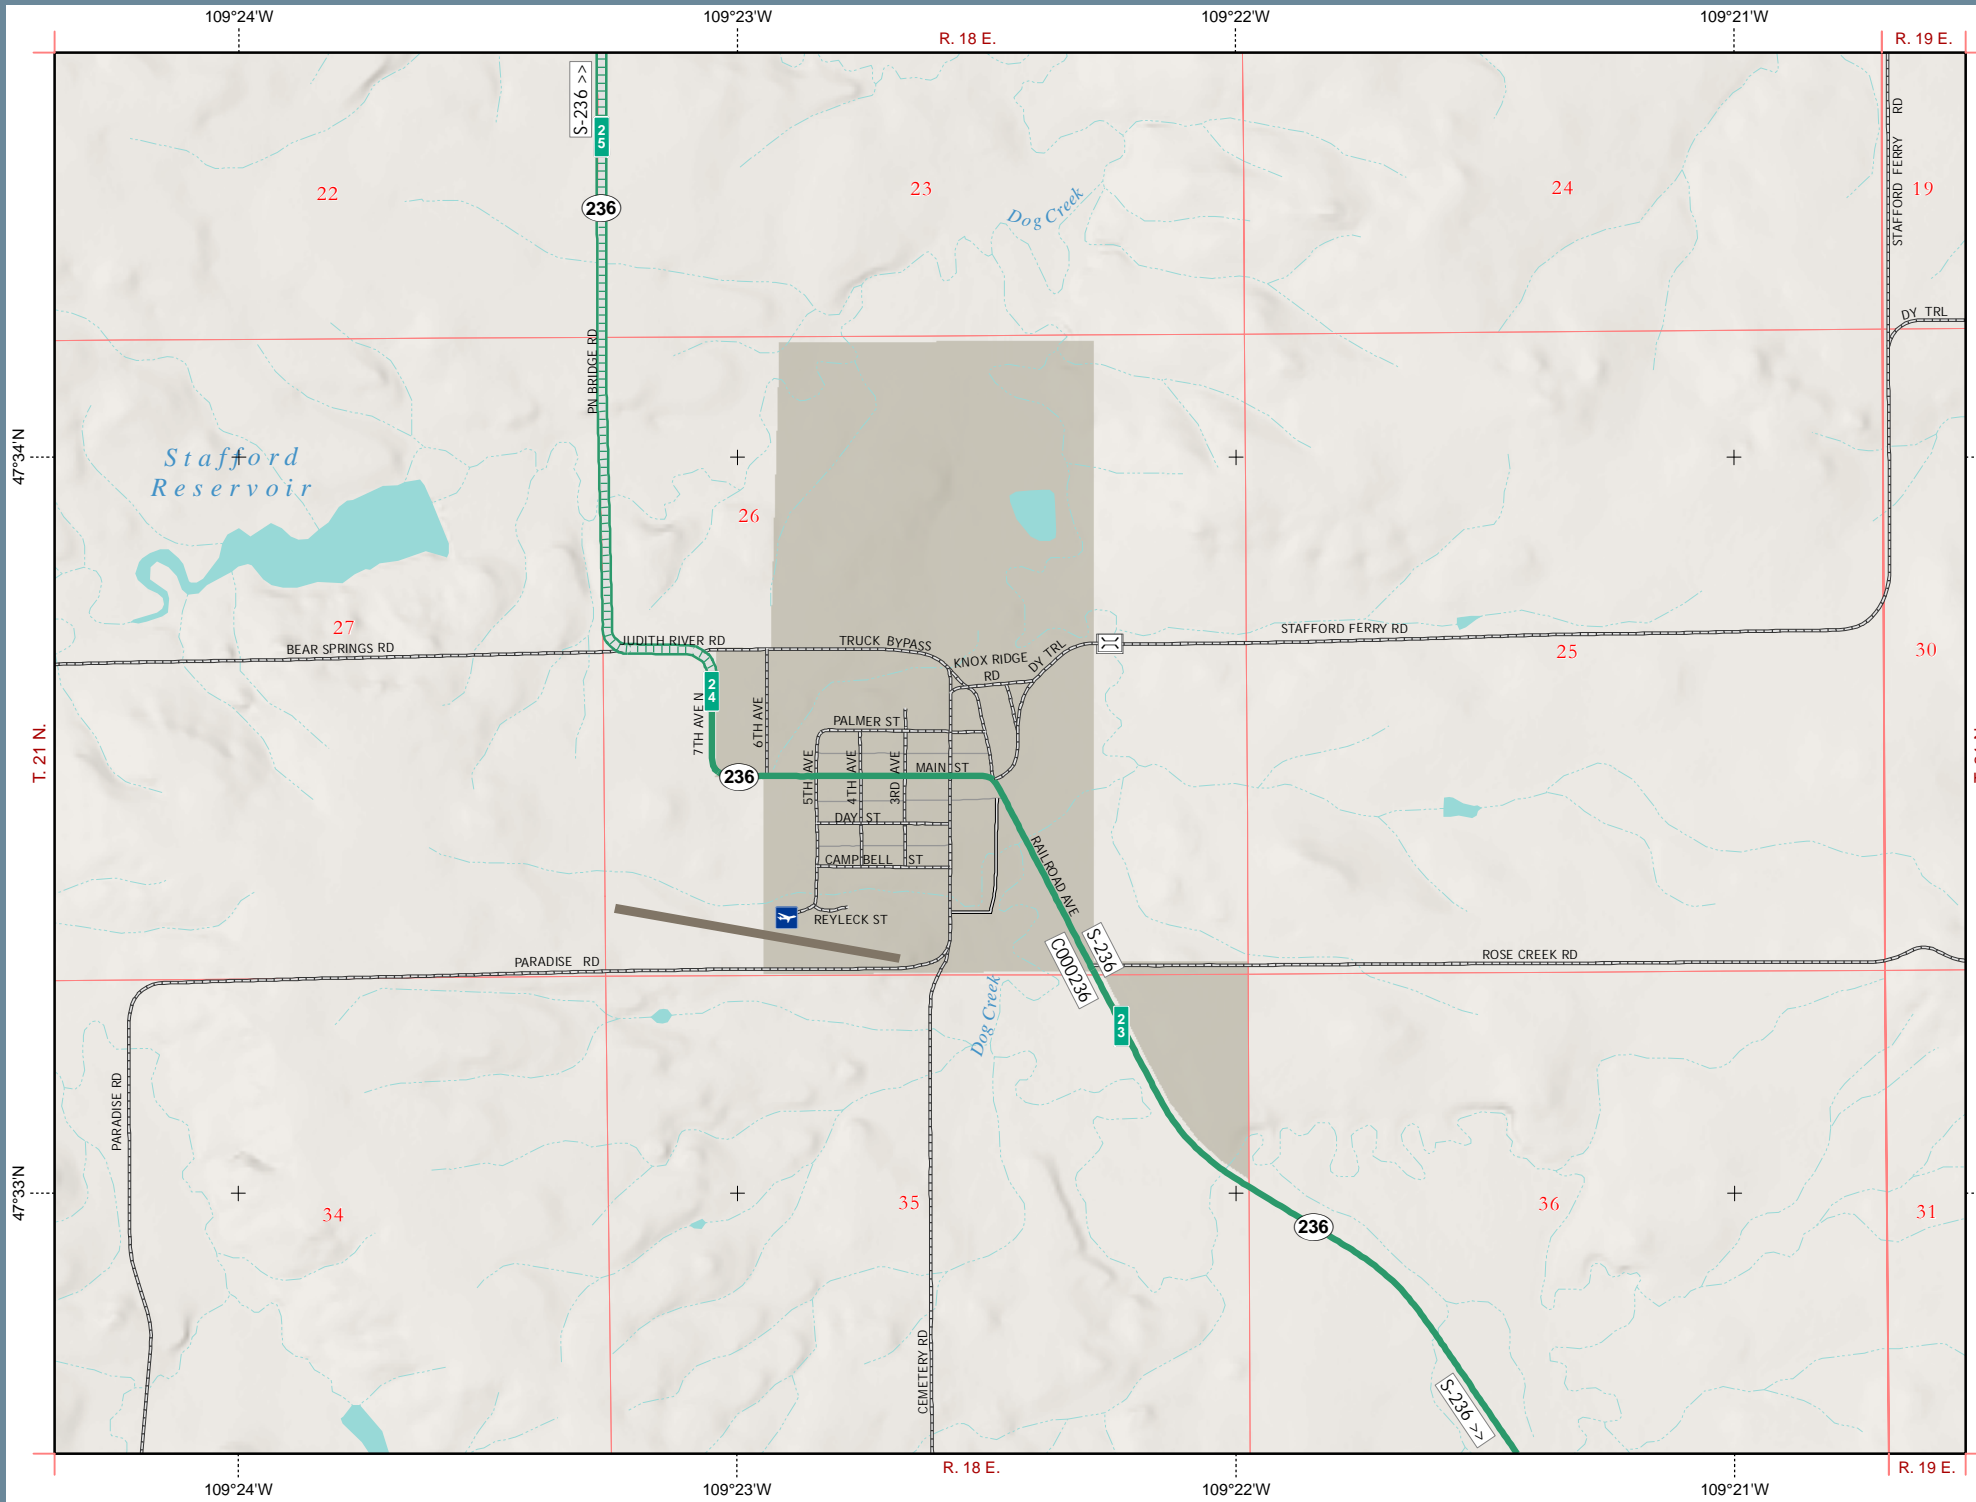 109°24'W
109°23'W
109°22'W
109°21'W
R. 18 E.
R. 19 E.
S-236 >>
25
STAFFORD FERRY RD
236
22
23
24
19
Dog Creek
DY TRL
PN BRIDGE RD
47°34'N
Stafford
Reservoir
26
27
BEAR SPRINGS RD
JUDITH RIVER RD
TRUCK BYPASS
STAFFORD FERRY RD
25
30
KNOX RIDGE
RD
DY TRL
24
7TH AVE N
6TH AVE
PALMER ST
T. 21 N.
236
5TH AVE
4TH AVE
3RD AVE
MAIN ST
DAY ST
CAMPBELL ST
RAILROAD AVE
REYLECK ST
PARADISE RD
S-236
C000236
ROSE CREEK RD
Dog Creek
23
PARADISE RD
47°33'N
34
35
36
31
236
CEMETERY RD
S-236 >>
R. 18 E.
R. 19 E.
109°24'W
109°23'W
109°22'W
109°21'W